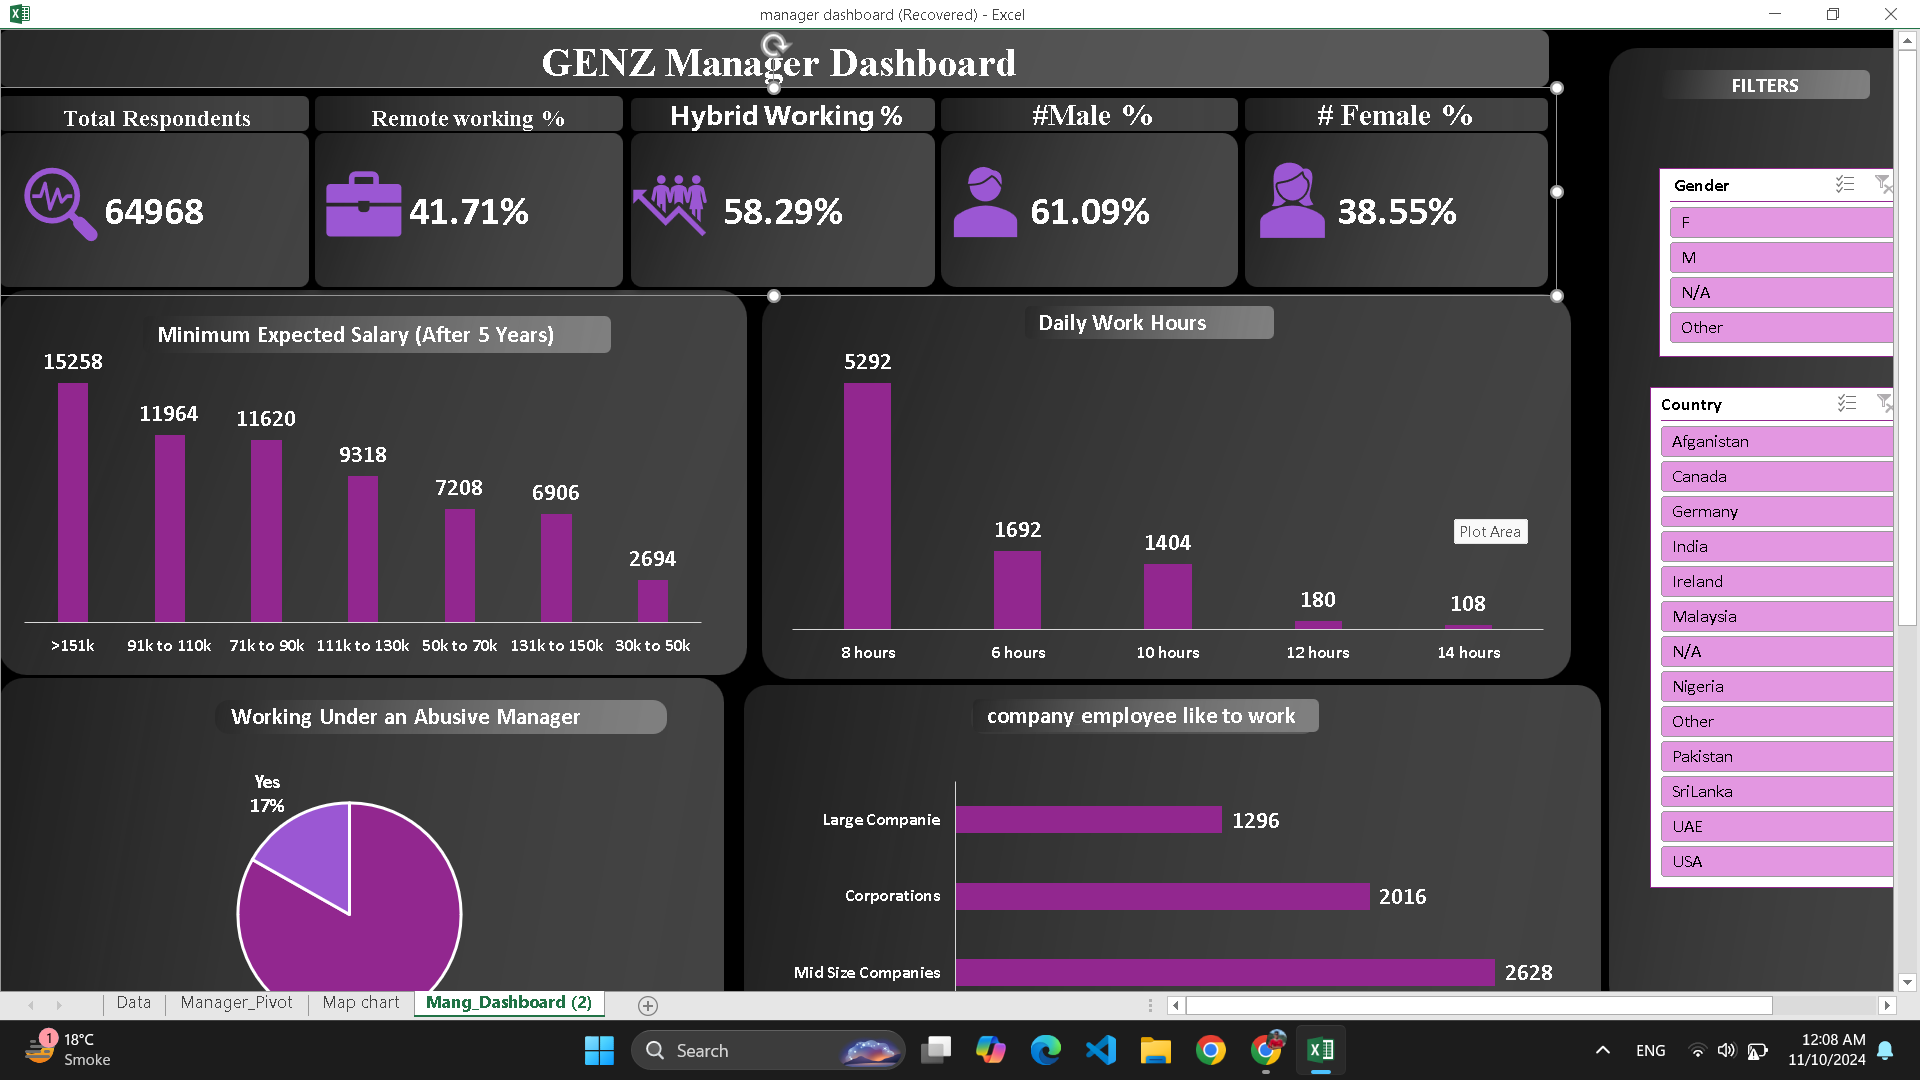 manager dashboard (Recovered) - Excel
GENZ Manager Dashboard
FILTERS
Total Respondents
Remote working %
Hybrid Working %
#Male %
# Female %
64968
41.71%
58.29%
61.09%
38.55%
Gender
F
M
N/A
Other
Minimum Expected Salary (After 5 Years)
15258
11964
11620
9318
7208
6906
2694
>151k
91k to 110k
71k to 90k
111k to 130k
50k to 70k
131k to 150k
30k to 50k
Daily Work Hours
5292
1692
1404
180
108
Plot Area
8 hours
6 hours
10 hours
12 hours
14 hours
Country
Afganistan
Canada
Germany
India
Ireland
Malaysia
N/A
Nigeria
Other
Pakistan
SriLanka
UAE
USA
Working Under an Abusive Manager
Yes
17%
company employee like to work
Large Companie
1296
Corporations
2016
Mid Size Companies
2628
Data
Manager_Pivot
Map chart
Mang_Dashboard (2)
1
18°C
Smoke
Search
ENG
12:08 AM
11/10/2024